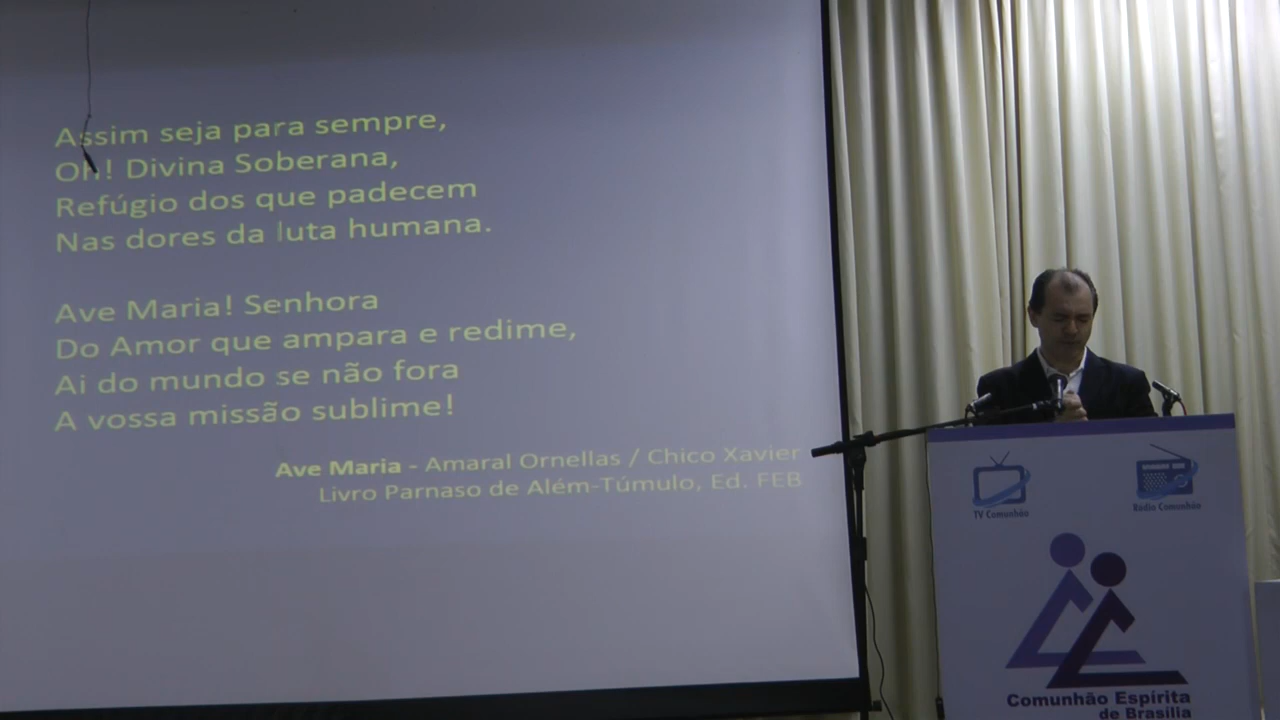 Assim seja para sempre,
Oh! Divina Soberana,
Refúgio dos que padecem
Nas dores da luta humana.
Ave Maria! Senhora
Do Amor que ampara e redime,
Ai do mundo se não fora
A vossa missão sublime!
Ave Maria - Amaral Ornellas / Chico Xavier
Livro Parnaso de Além-Túmulo, Ed. FEB
TV Comunhão
Rádio Comunhão
Comunhão Espírita
de Brasília